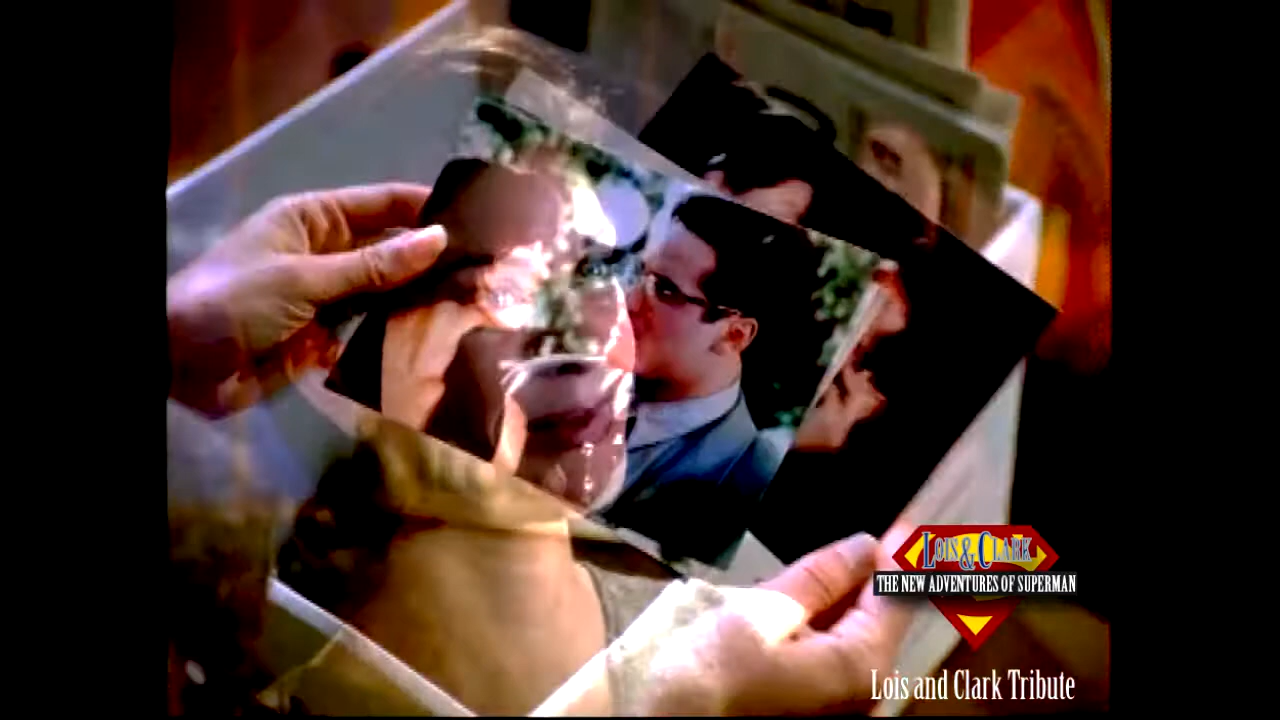 LOIS & CLARK
THE NEW ADVENTURES OF SUPERMAN
Lois and Clark Tribute